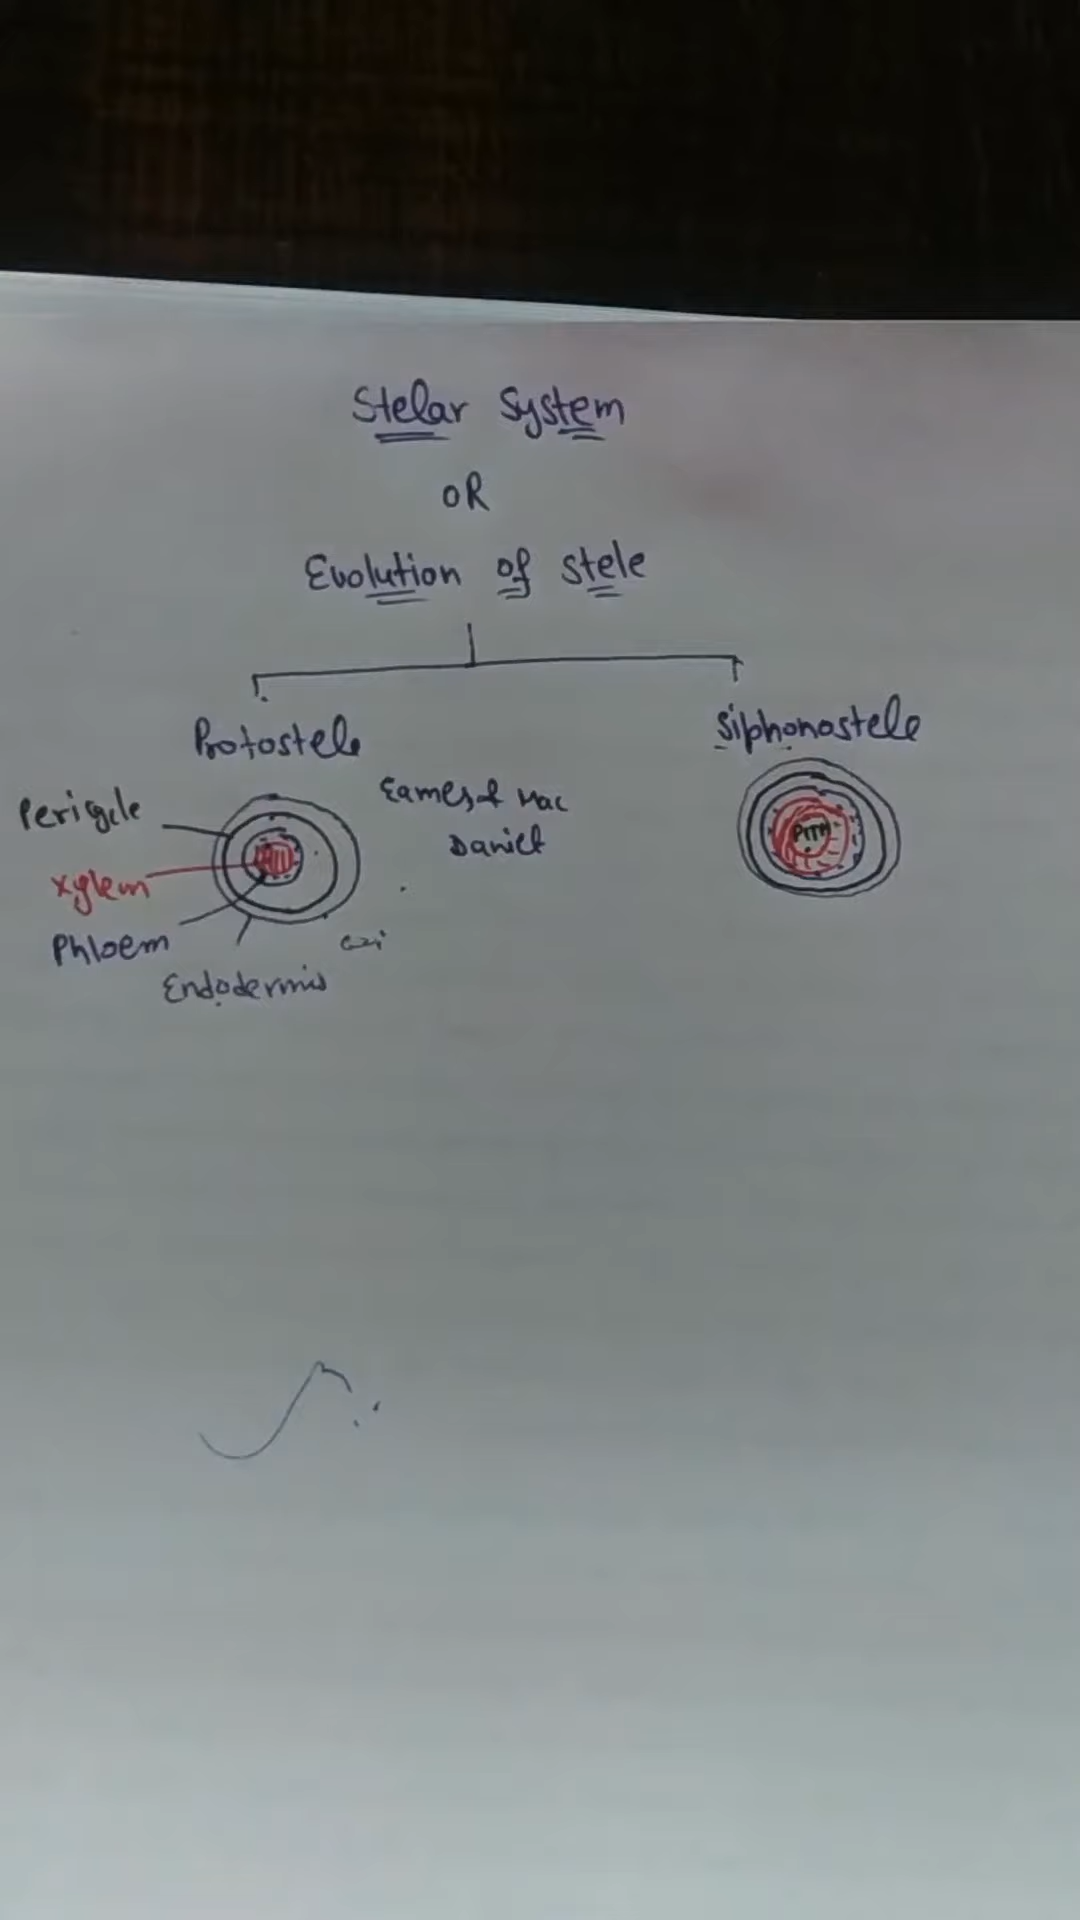 Stelar System
OR
Evolution of stele
Protostele
Siphonostele
Pericycle
Eames & Mac
Daniel
PITH
xylem
Phloem
Endodermis